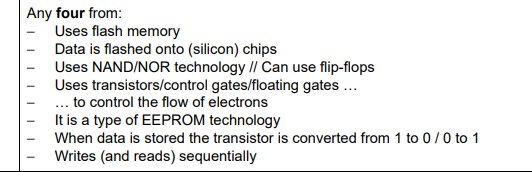 Any four from:
– Uses flash memory
– Data is flashed onto (silicon) chips
– Uses NAND/NOR technology // Can use flip-flops
– Uses transistors/control gates/floating gates …
– … to control the flow of electrons
– It is a type of EEPROM technology
– When data is stored the transistor is converted from 1 to 0 / 0 to 1
– Writes (and reads) sequentially